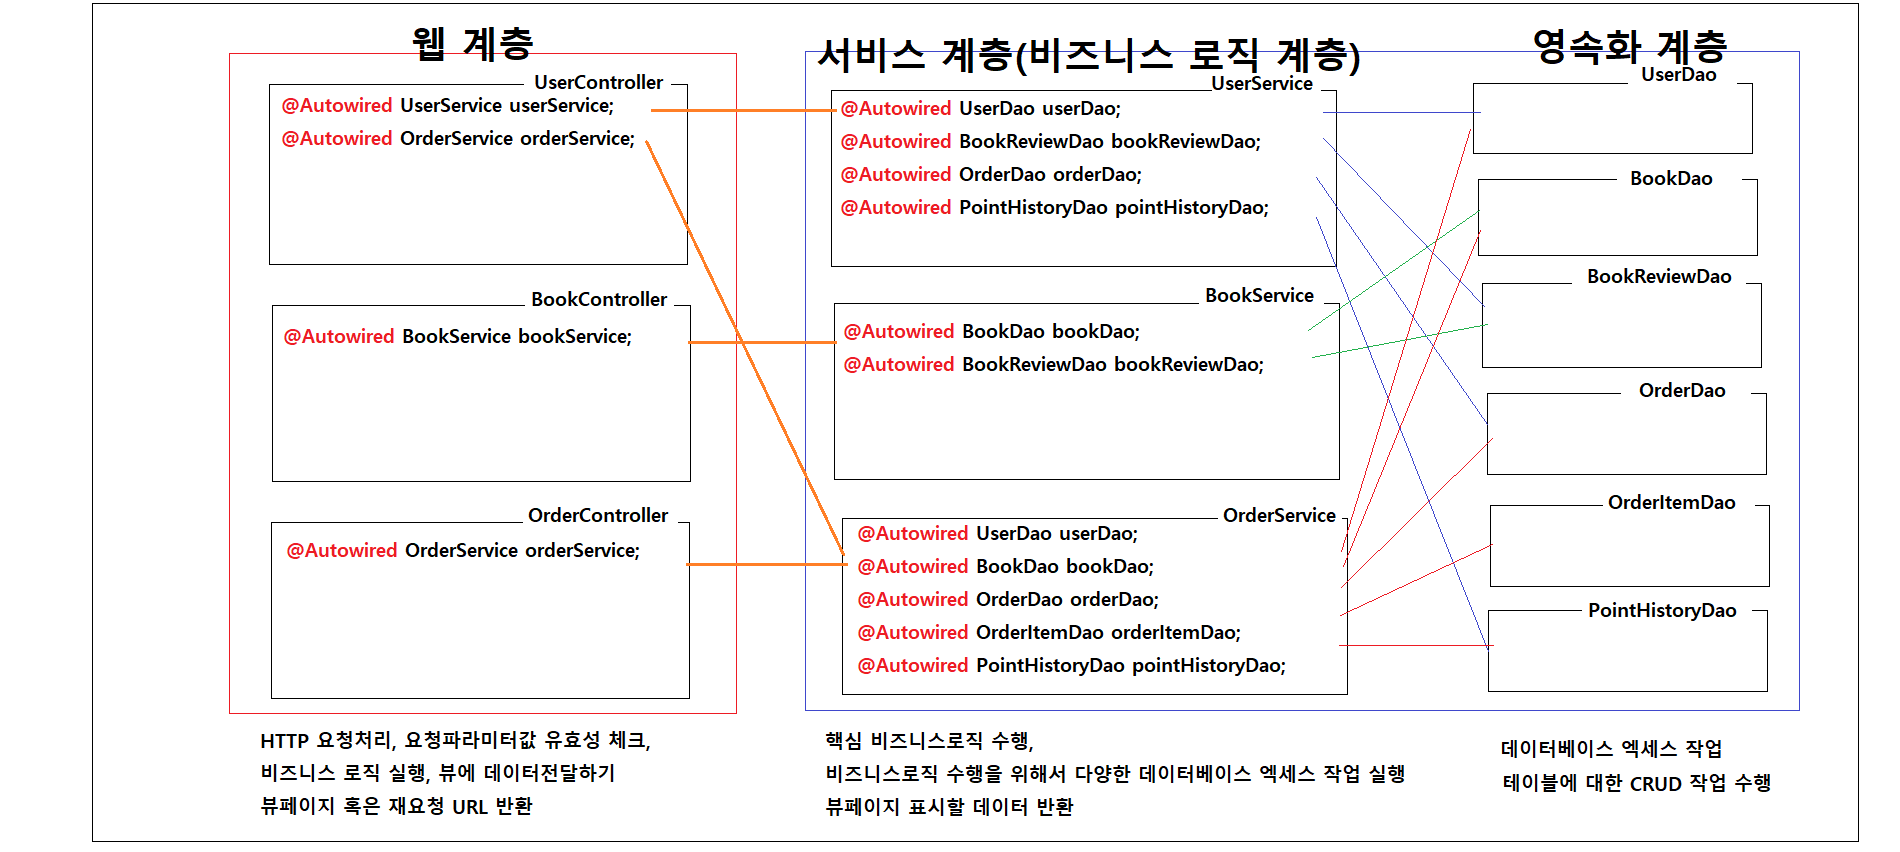 웹 계층
UserController
@Autowired UserService userService;
@Autowired OrderService orderService;
BookController
@Autowired BookService bookService;
OrderController
@Autowired OrderService orderService;
HTTP 요청처리, 요청파라미터값 유효성 체크,
비즈니스 로직 실행, 뷰에 데이터전달하기
뷰페이지 혹은 재요청 URL 반환
서비스 계층(비즈니스 로직 계층)
UserService
@Autowired UserDao userDao;
@Autowired BookReviewDao bookReviewDao;
@Autowired OrderDao orderDao;
@Autowired PointHistoryDao pointHistoryDao;
BookService
@Autowired BookDao bookDao;
@Autowired BookReviewDao bookReviewDao;
OrderService
@Autowired UserDao userDao;
@Autowired BookDao bookDao;
@Autowired OrderDao orderDao;
@Autowired OrderItemDao orderItemDao;
@Autowired PointHistoryDao pointHistoryDao;
핵심 비즈니스로직 수행,
비즈니스로직 수행을 위해서 다양한 데이터베이스 엑세스 작업 실행
뷰페이지 표시할 데이터 반환
영속화 계층
UserDao
BookDao
BookReviewDao
OrderDao
OrderItemDao
PointHistoryDao
데이터베이스 엑세스 작업
테이블에 대한 CRUD 작업 수행